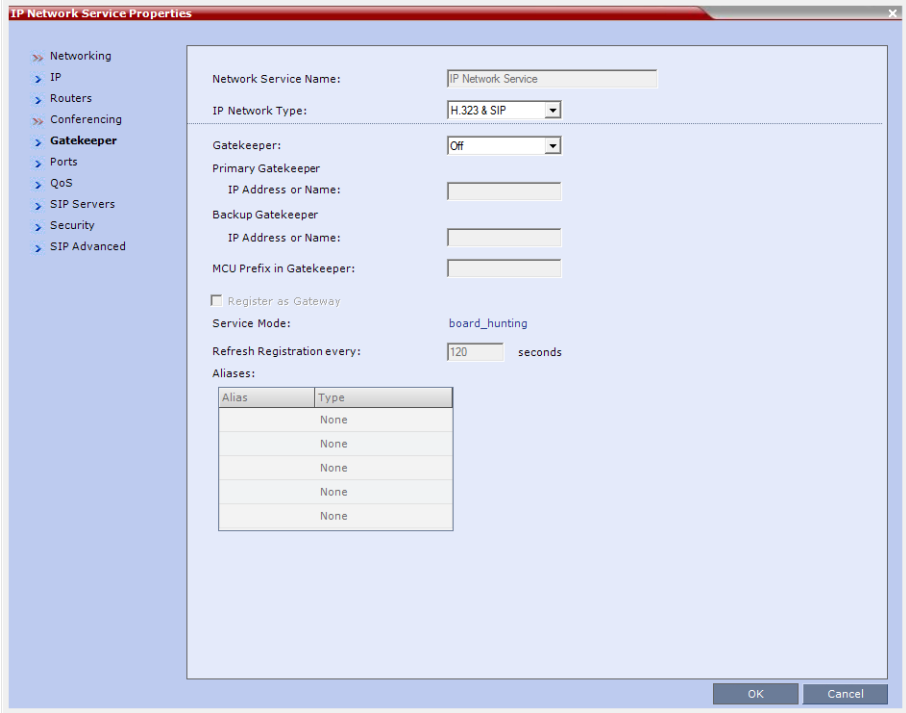 IP Network Service Properties
Networking
IP
Routers
Conferencing
Gatekeeper
Ports
QoS
SIP Servers
Security
SIP Advanced
Network Service Name: IP Network Service
IP Network Type: H.323 & SIP
Gatekeeper: Off
Primary Gatekeeper
IP Address or Name:
Backup Gatekeeper
IP Address or Name:
MCU Prefix in Gatekeeper:
Register as Gateway
Service Mode: board_hunting
Refresh Registration every: 120 seconds
Aliases:
Alias Type
None
None
None
None
None
OK Cancel